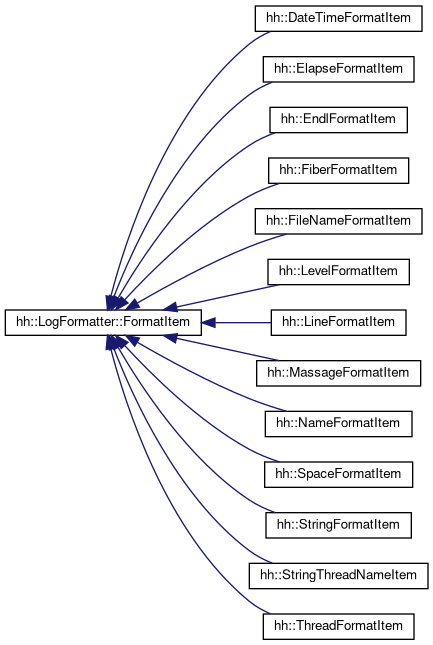 hh::DateTimeFormatItem
hh::ElapseFormatItem
hh::EndlFormatItem
hh::FiberFormatItem
hh::FileNameFormatItem
hh::LevelFormatItem
hh::LogFormatter::FormatItem
hh::LineFormatItem
hh::MassageFormatItem
hh::NameFormatItem
hh::SpaceFormatItem
hh::StringFormatItem
hh::StringThreadNameItem
hh::ThreadFormatItem